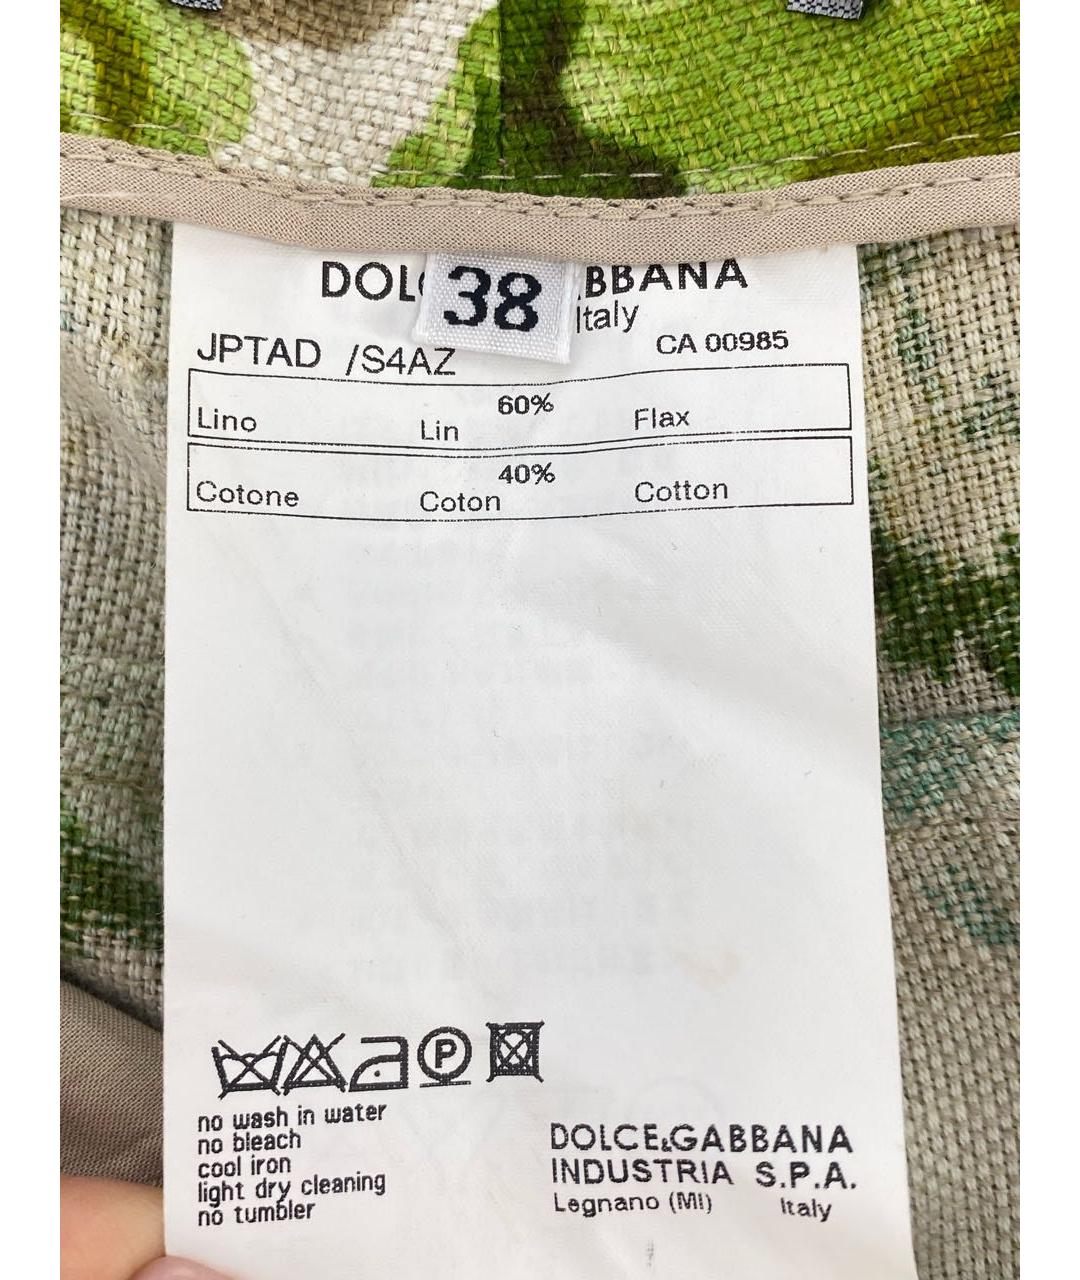 DOL BBANA
38
Italy
JPTAD /S4AZ CA 00985
60%
Lino Lin Flax
40%
Cotone Coton Cotton
P
no wash in water
no bleach
cool iron
light dry cleaning
no tumbler
DOLCE&GABBANA
INDUSTRIA S.P.A.
Legnano (MI) Italy